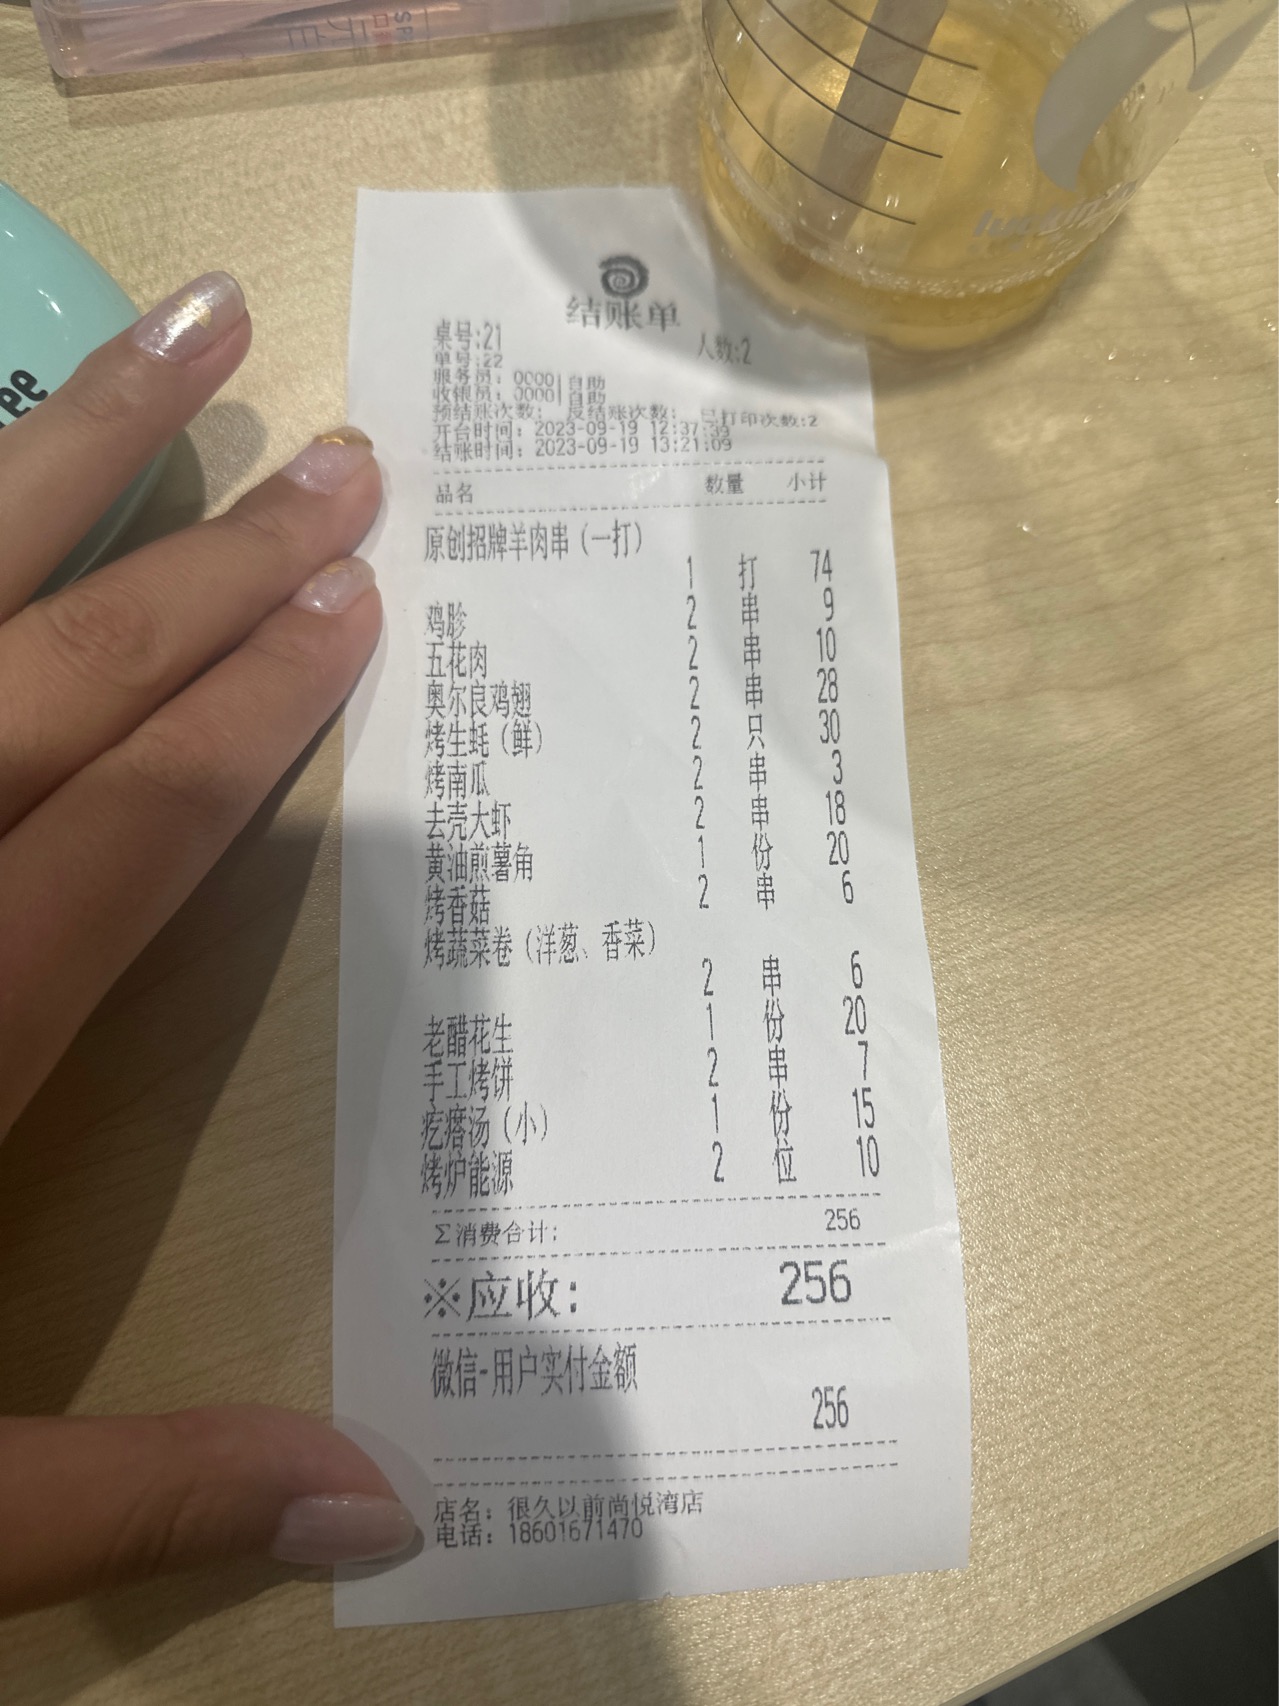 ee
luckin
结账单
桌号:21 人数:2
单号:22
服务员: 0000|自助
收银员: 0000|自助
预结账次数: 反结账次数: 已打印次数:2
开台时间: 2023-09-19 12:37:39
结账时间: 2023-09-19 13:21:09
品名 数量 小计
原创招牌羊肉串(一打)
1 打 74
鸡胗 2 串 9
五花肉 2 串 10
奥尔良鸡翅 2 串 28
烤生蚝(鲜) 2 只 30
烤南瓜 2 串 3
去壳大虾 2 串 18
黄油煎薯角 1 份 20
烤香菇 2 串 6
烤蔬菜卷(洋葱、香菜)
2 串 6
老醋花生 1 份 20
手工烤饼 2 串 7
疙瘩汤(小) 1 份 15
烤炉能源 2 位 10
Σ消费合计: 256
※应收: 256
微信-用户实付金额
256
店名: 很久以前尚悦湾店
电话: 18601671470